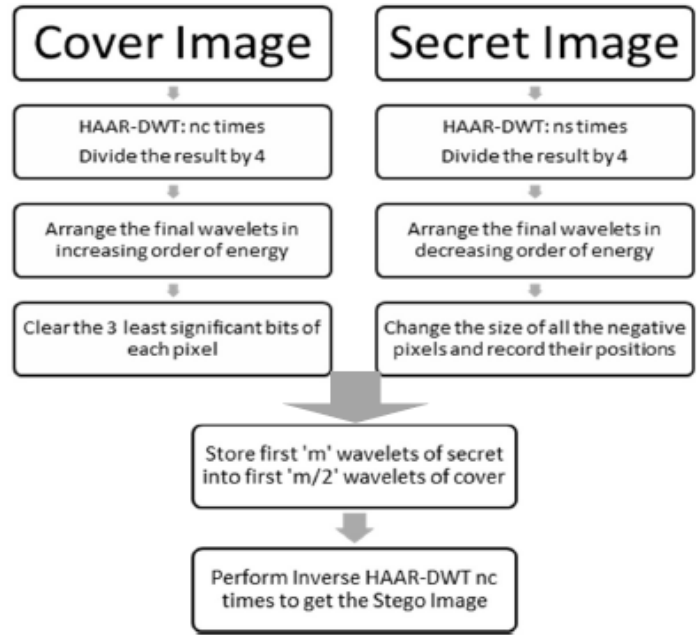 Cover Image
HAAR-DWT: nc times
Divide the result by 4
Arrange the final wavelets in
increasing order of energy
Clear the 3 least significant bits of
each pixel
Secret Image
HAAR-DWT: ns times
Divide the result by 4
Arrange the final wavelets in
decreasing order of energy
Change the size of all the negative
pixels and record their positions
Store first 'm' wavelets of secret
into first 'm/2' wavelets of cover
Perform Inverse HAAR-DWT nc
times to get the Stego Image